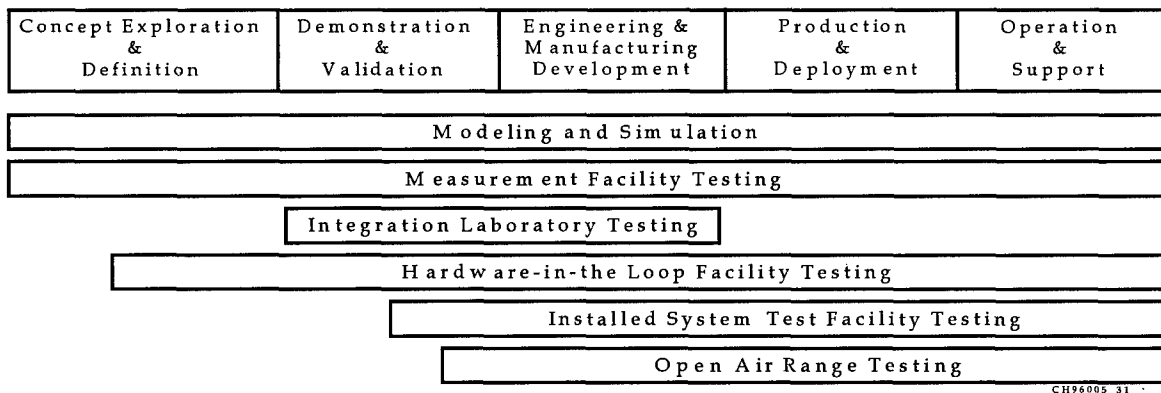 Concept Exploration
&
Definition
Demonstration
&
Validation
Engineering &
Manufacturing
Development
Production
&
Deployment
Operation
&
Support
Modeling and Simulation
Measurement Facility Testing
Integration Laboratory Testing
Hardware-in-the Loop Facility Testing
Installed System Test Facility Testing
Open Air Range Testing
CH96005 31